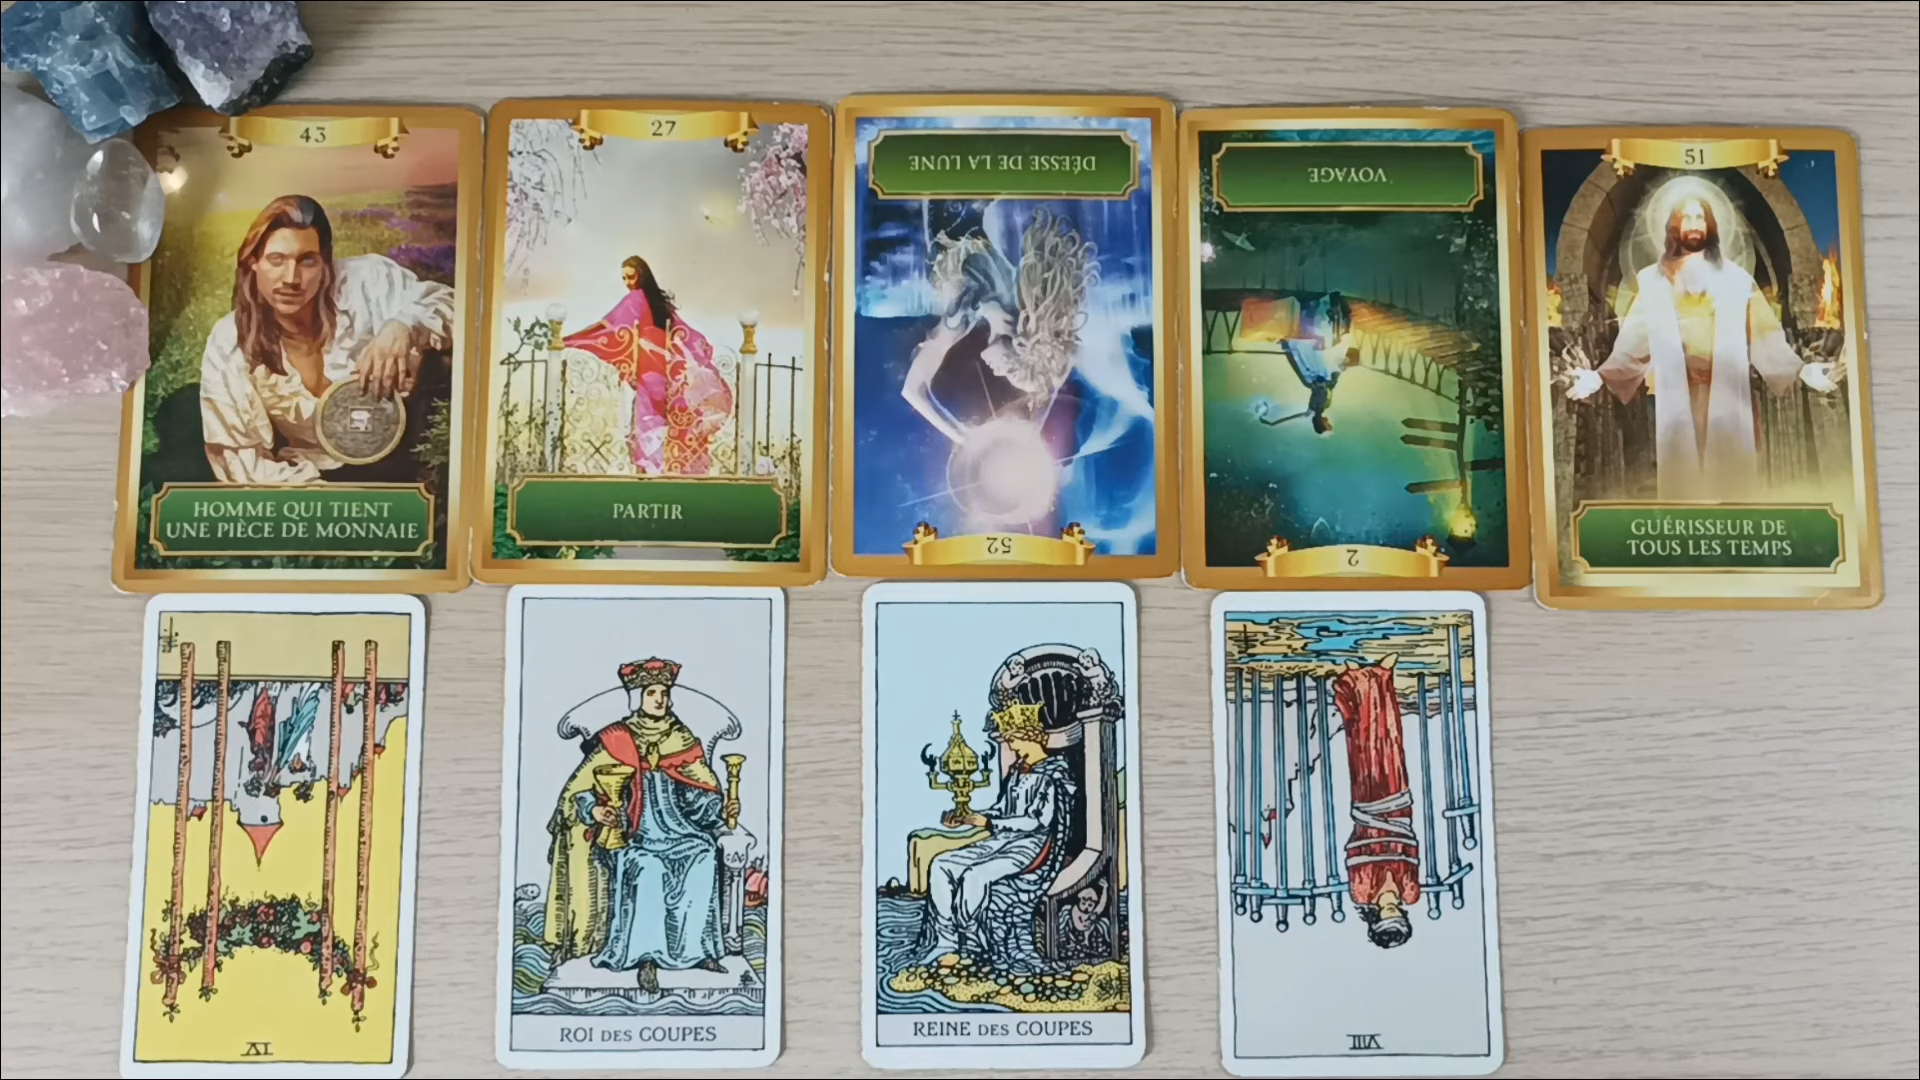 43
27
DÉESSE DE LA LUNE
VOYAGE
51
HOMME QUI TIENT
UNE PIÈCE DE MONNAIE
PARTIR
52
2
GUÉRISSEUR DE
TOUS LES TEMPS
IV
ROI DES COUPES
REINE DES COUPES
VIII